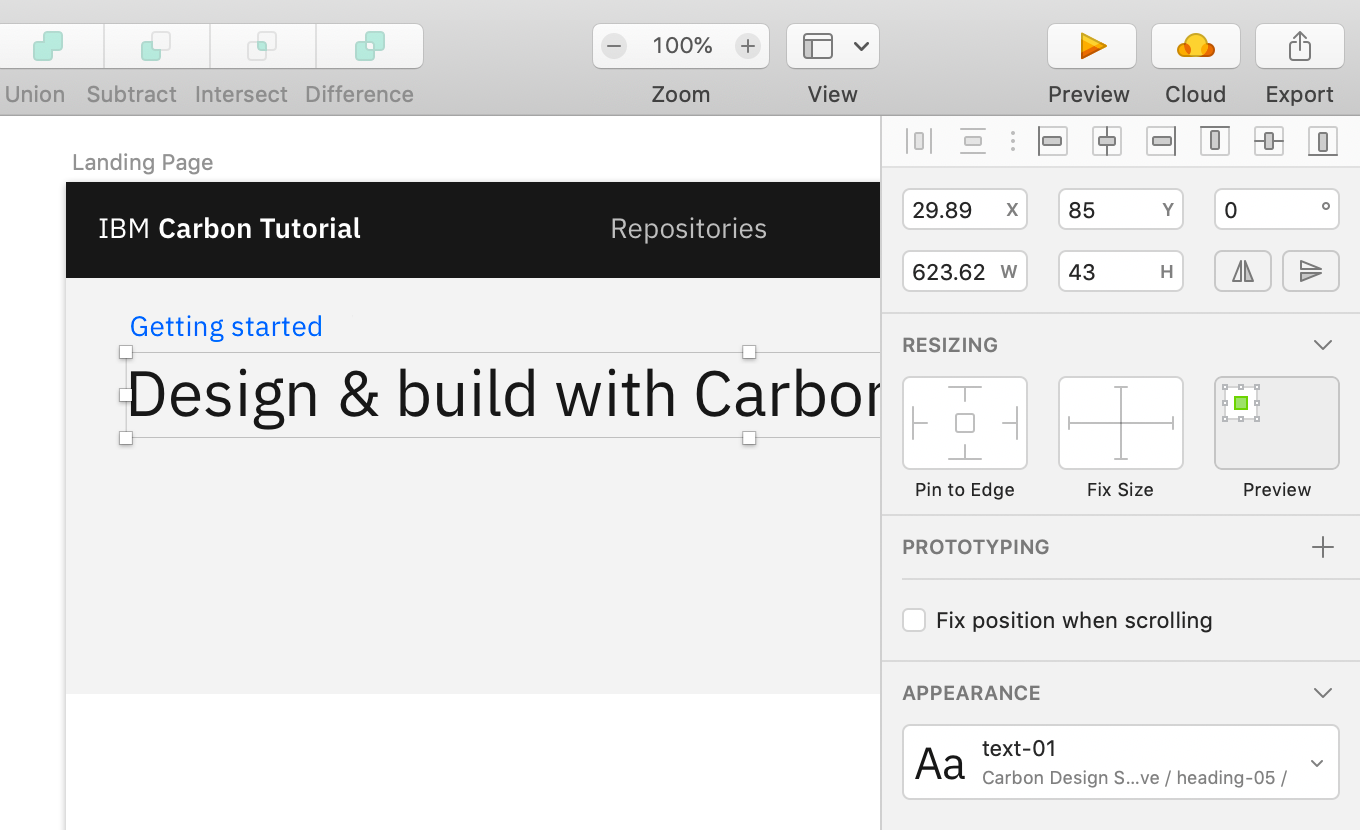 100%
Union Subtract Intersect Difference Zoom View Preview Cloud Export
Landing Page
IBM Carbon Tutorial Repositories
Getting started
Design & build with Carbon
29.89 X 85 Y 0 °
623.62 W 43 H
RESIZING
Pin to Edge Fix Size Preview
PROTOTYPING
Fix position when scrolling
APPEARANCE
Aa text-01
Carbon Design S...ve / heading-05 /